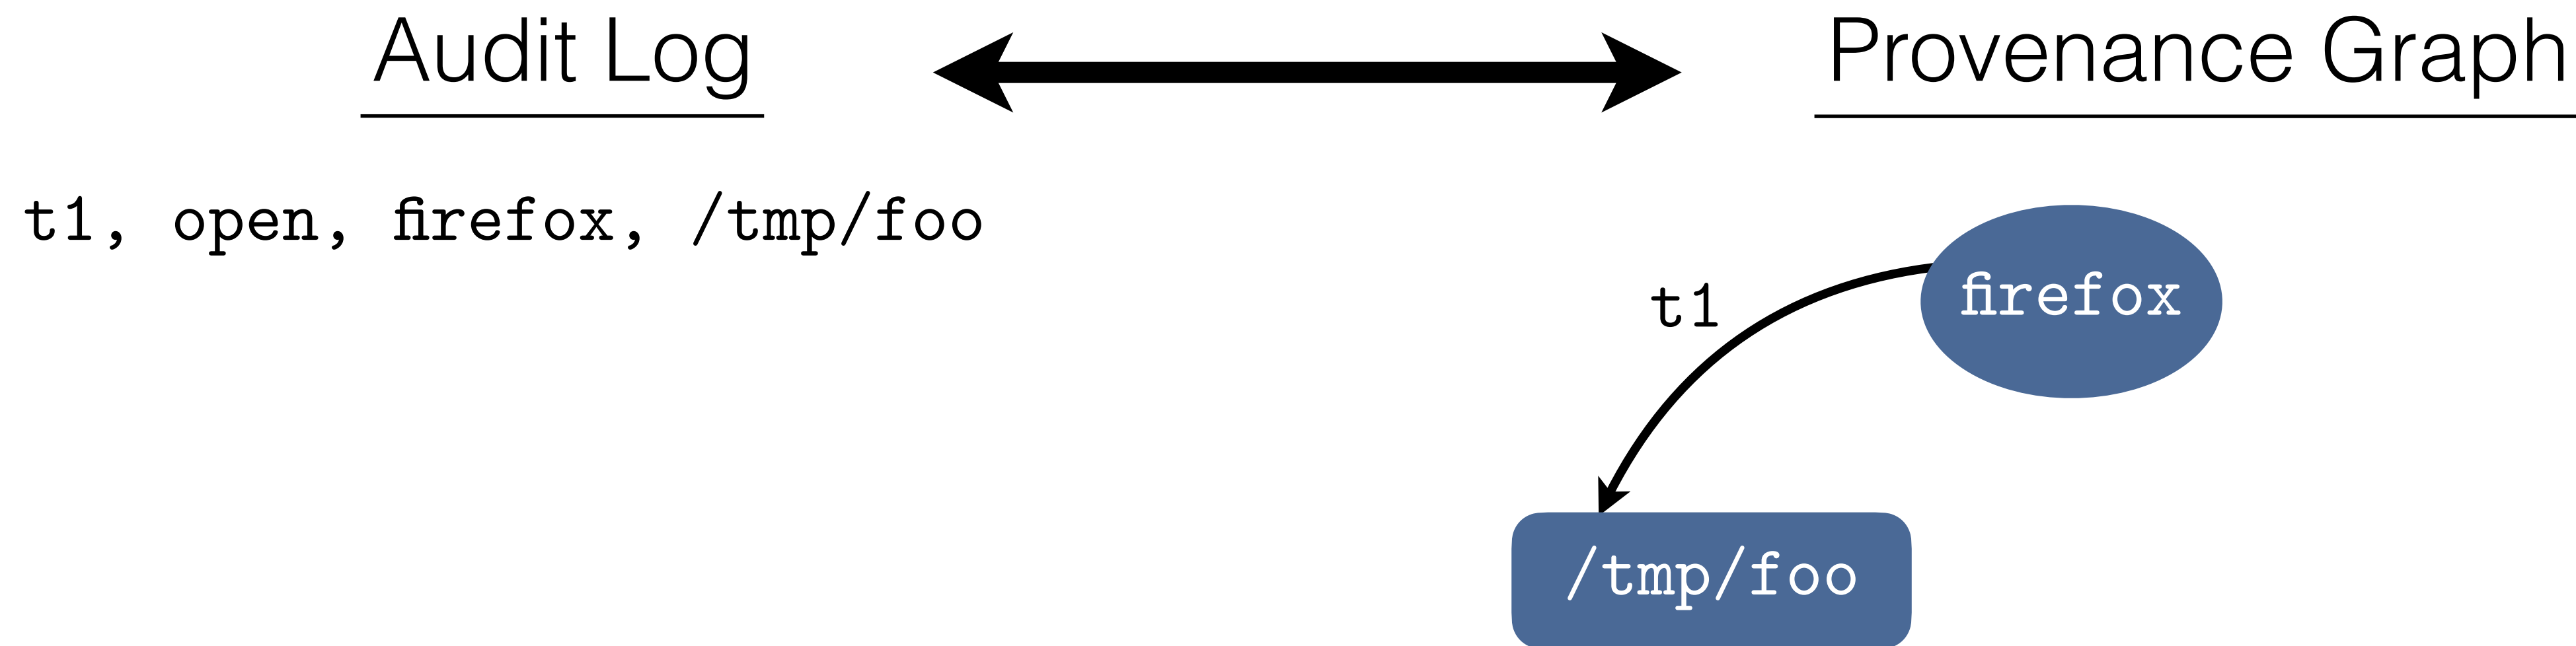 Audit Log
Provenance Graph
t1, open, firefox, /tmp/foo
firefox
t1
/tmp/foo